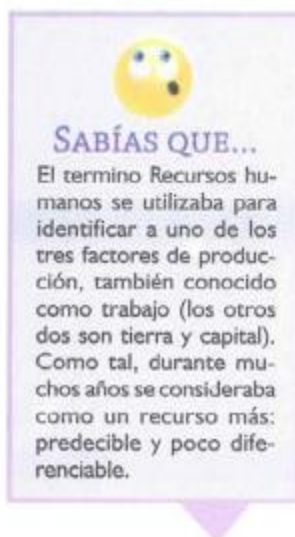 SABÍAS QUE...
El termino Recursos hu-
manos se utilizaba para
identificar a uno de los
tres factores de produc-
ción, también conocido
como trabajo (los otros
dos son tierra y capital).
Como tal, durante mu-
chos años se consideraba
como un recurso más:
predecible y poco dife-
renciable.